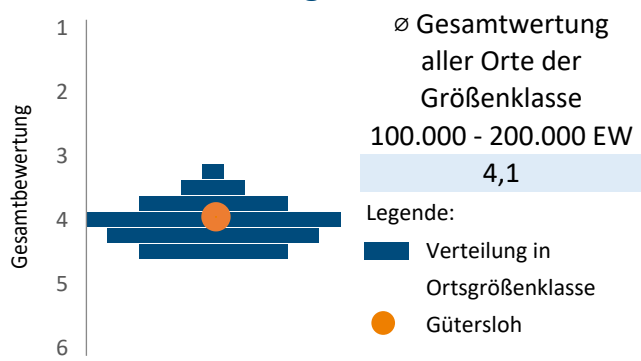 1
2
3
4
5
6
Gesamtbewertung
⌀ Gesamtwertung
aller Orte der
Größenklasse
100.000 - 200.000 EW
4,1
Legende:
Verteilung in
Ortsgrößenklasse
Gütersloh